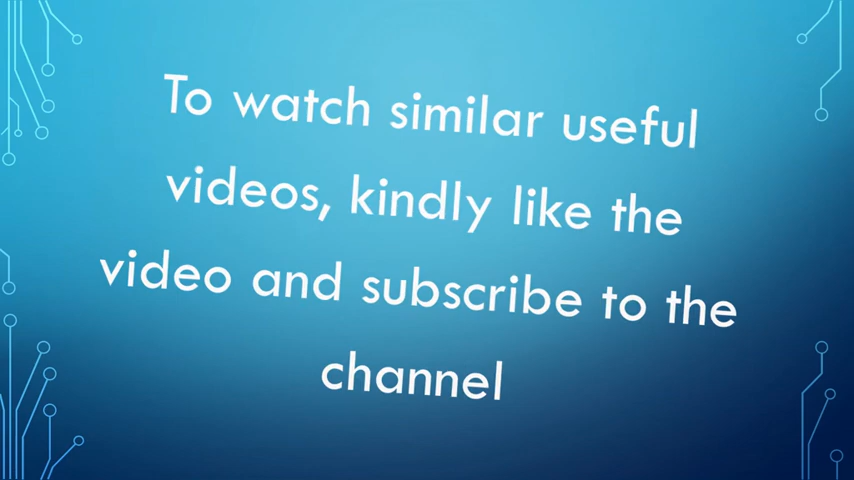 To watch similar useful
videos, kindly like the
video and subscribe to the
channel